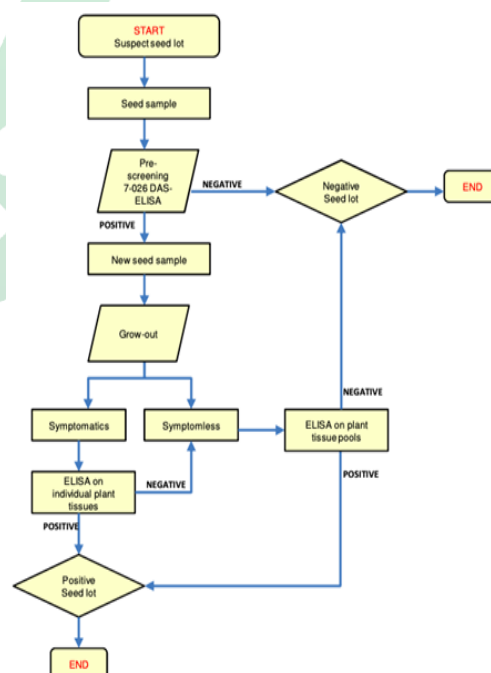 START
Suspect seed lot
Seed sample
Pre-
screening
7-026 DAS-
ELISA
NEGATIVE
Negative
Seed lot
END
POSITIVE
New seed sample
Grow-out
NEGATIVE
Symptomatics
Symptomless
ELISA on plant
tissue pools
ELISA on
individual plant
tissues
NEGATIVE
POSITIVE
POSITIVE
Positive
Seed lot
END